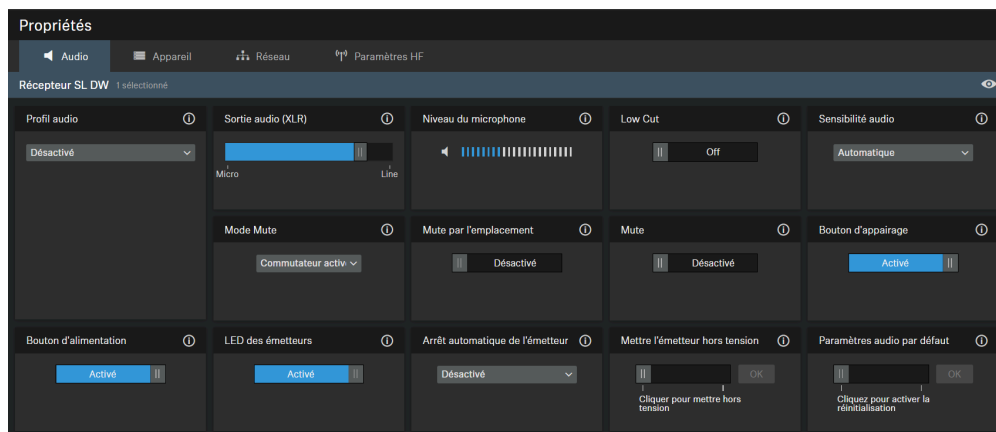 Propriétés
Audio Appareil Réseau Paramètres HF
Récepteur SL DW 1 sélectionné
Profil audio Sortie audio (XLR) Niveau du microphone Low Cut Sensibilité audio
Désactivé Off Automatique
Micro Line
Mode Mute Mute par l'emplacement Mute Bouton d'appairage
Commutateur activ Désactivé Désactivé Activé
Bouton d'alimentation LED des émetteurs Arrêt automatique de l'émetteur Mettre l'émetteur hors tension Paramètres audio par défaut
Activé Activé Désactivé OK OK
Cliquer pour mettre hors Cliquez pour activer la
tension réinitialisation